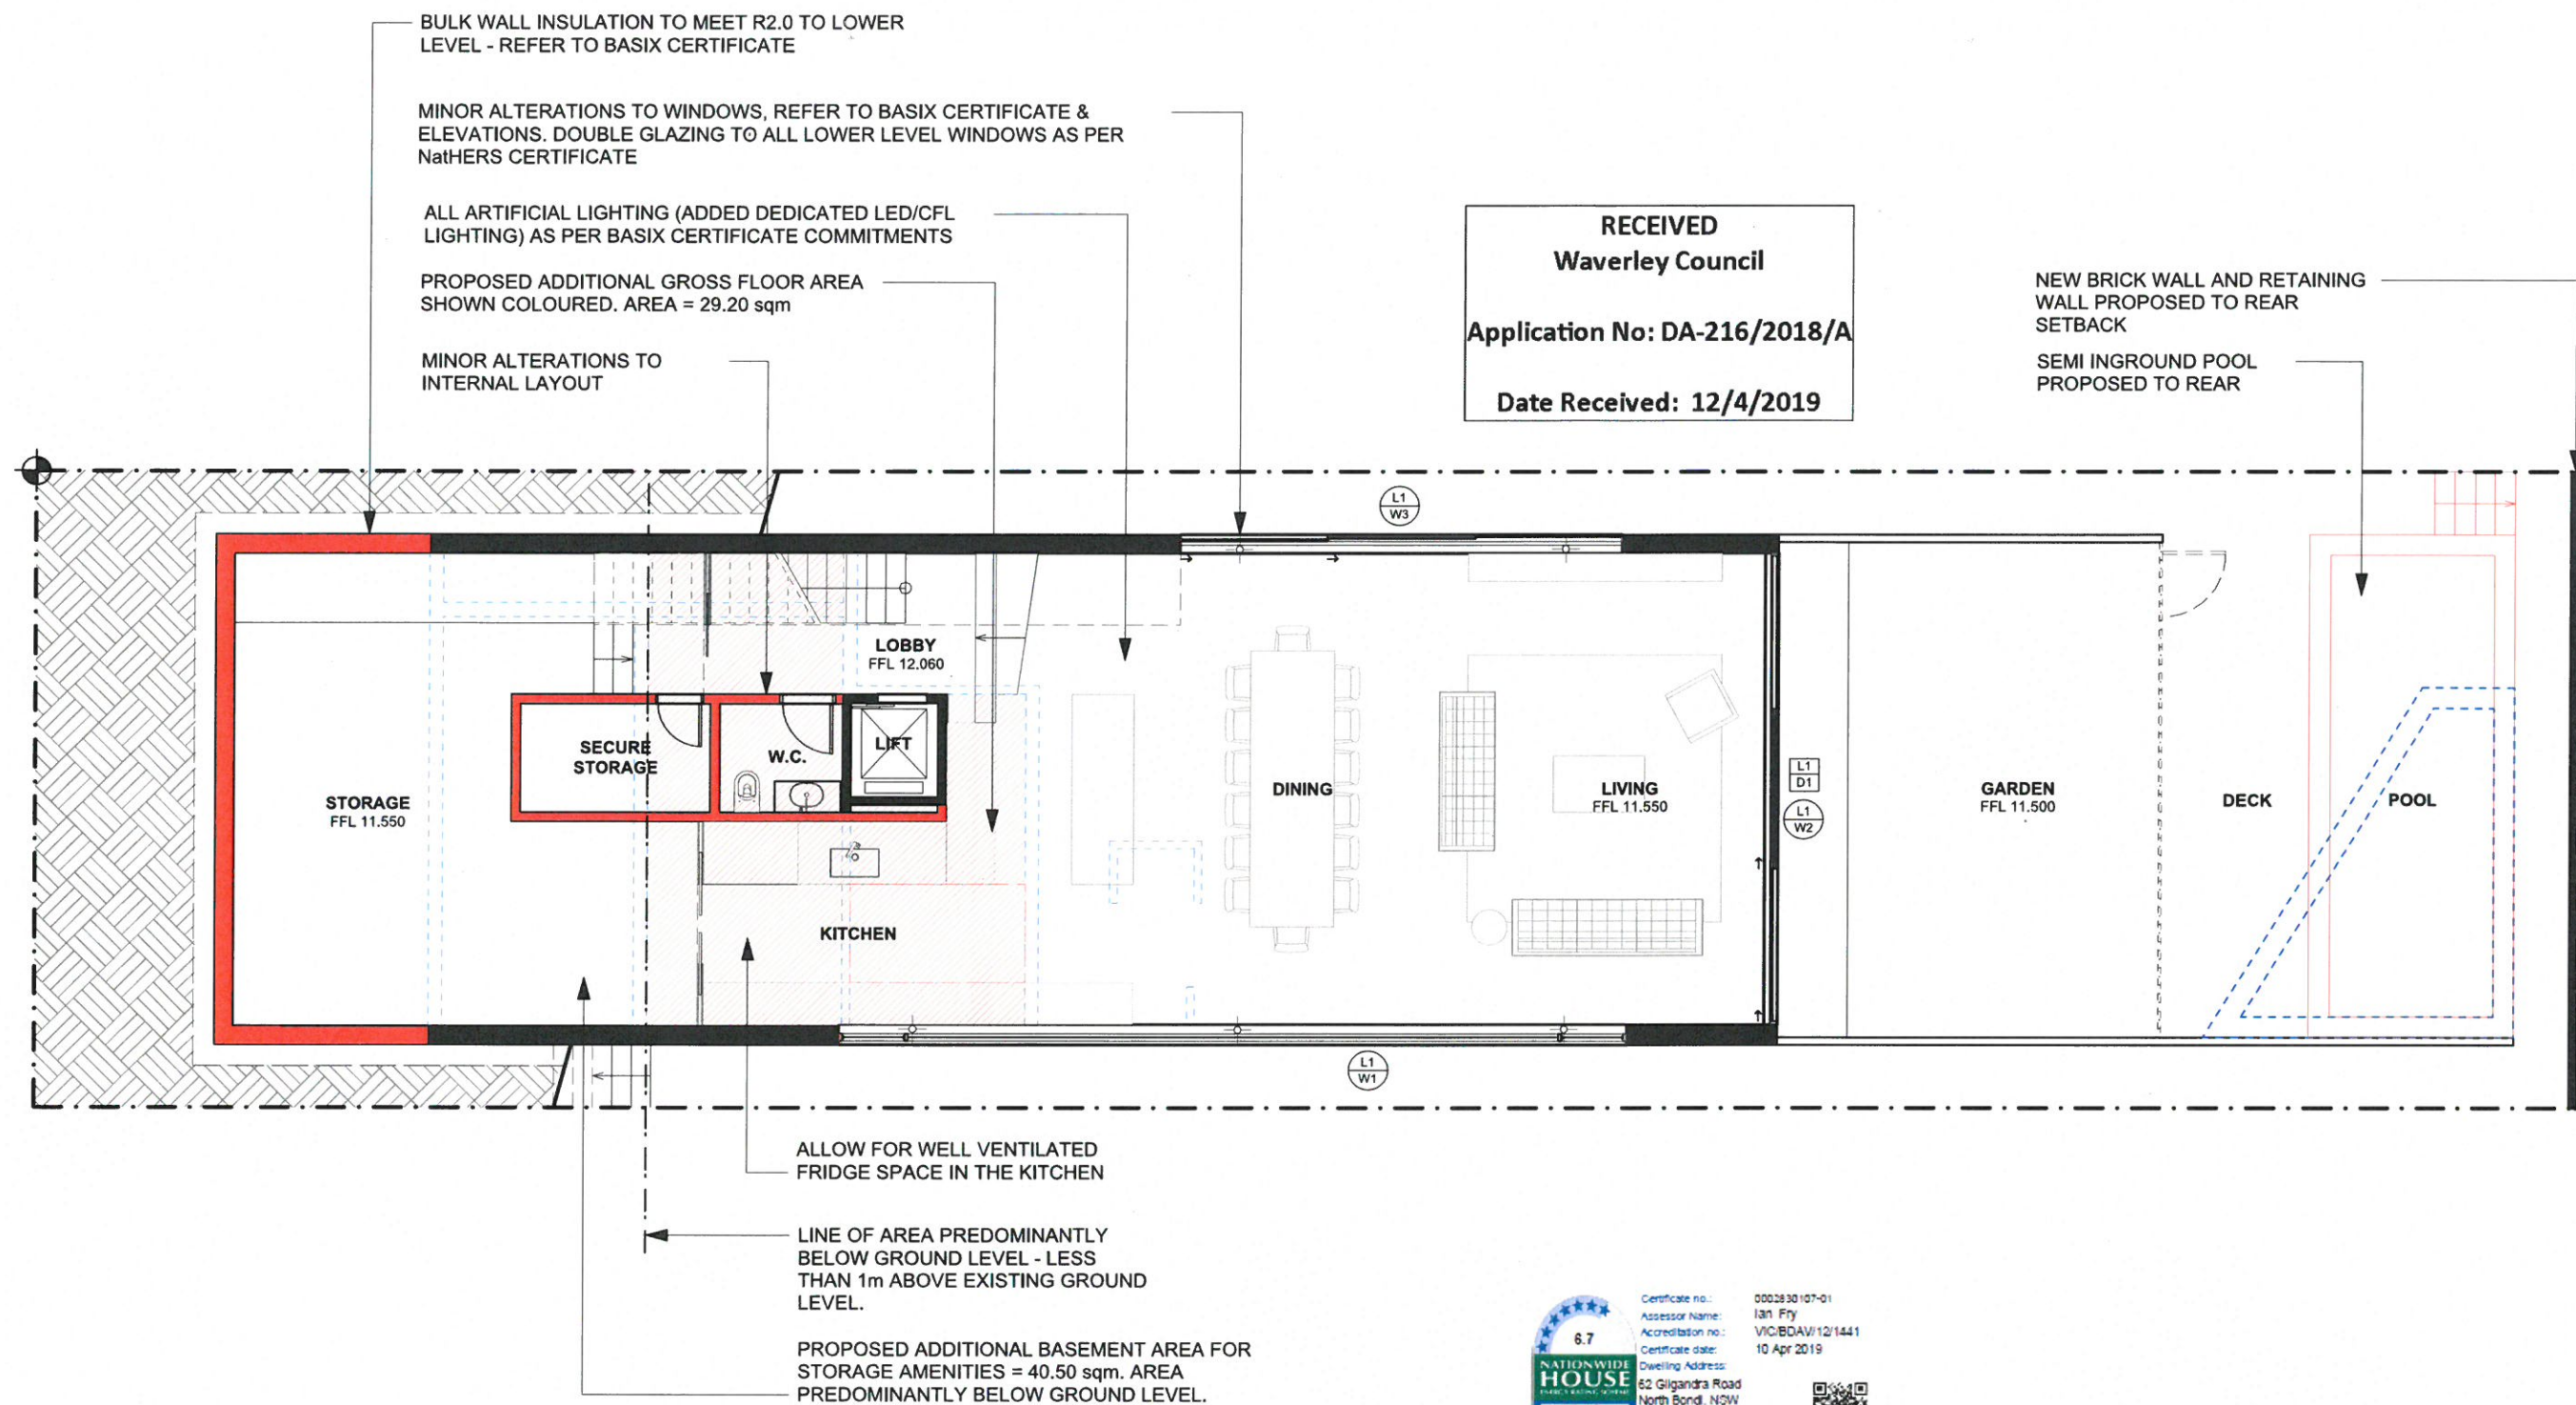 BULK WALL INSULATION TO MEET R2.0 TO LOWER
LEVEL - REFER TO BASIX CERTIFICATE
MINOR ALTERATIONS TO WINDOWS, REFER TO BASIX CERTIFICATE &
ELEVATIONS. DOUBLE GLAZING TO ALL LOWER LEVEL WINDOWS AS PER
NatHERS CERTIFICATE
ALL ARTIFICIAL LIGHTING (ADDED DEDICATED LED/CFL
LIGHTING) AS PER BASIX CERTIFICATE COMMITMENTS
PROPOSED ADDITIONAL GROSS FLOOR AREA
SHOWN COLOURED. AREA = 29.20 sqm
MINOR ALTERATIONS TO
INTERNAL LAYOUT
RECEIVED
Waverley Council
Application No: DA-216/2018/A
Date Received: 12/4/2019
NEW BRICK WALL AND RETAINING
WALL PROPOSED TO REAR
SETBACK
SEMI INGROUND POOL
PROPOSED TO REAR
L1
W3
LOBBY
FFL 12.060
SECURE
STORAGE
W.C.
LIFT
STORAGE
FFL 11.550
DINING
LIVING
FFL 11.550
L1
D1
L1
W2
GARDEN
FFL 11.500
DECK
POOL
KITCHEN
L1
W1
ALLOW FOR WELL VENTILATED
FRIDGE SPACE IN THE KITCHEN
LINE OF AREA PREDOMINANTLY
BELOW GROUND LEVEL - LESS
THAN 1m ABOVE EXISTING GROUND
LEVEL.
PROPOSED ADDITIONAL BASEMENT AREA FOR
STORAGE AMENITIES = 40.50 sqm. AREA
PREDOMINANTLY BELOW GROUND LEVEL.
6.7
NATIONWIDE
HOUSE
ENERGY RATING SCHEME
Certificate no.: 0002830107-01
Assessor Name: Ian Fry
Accreditation no.: VIC/BDAV/12/1441
Certificate date: 10 Apr 2019
Dwelling Address:
62 Gilgandra Road
North Bondi, NSW